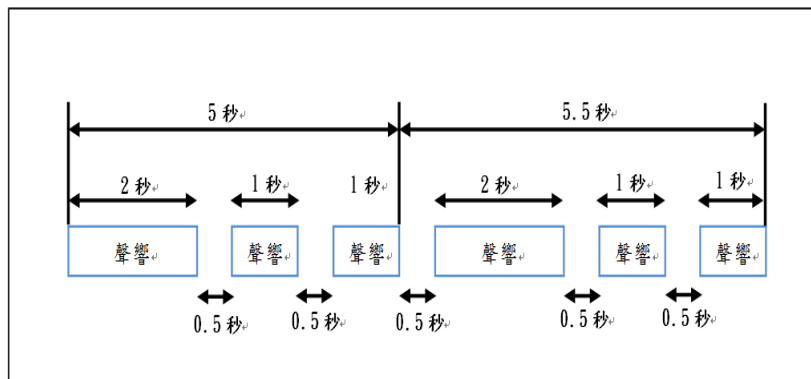 5 秒 5.5 秒
2 秒 1 秒 1 秒 2 秒 1 秒 1 秒
聲響 聲響 聲響 聲響 聲響 聲響
0.5 秒 0.5 秒 0.5 秒 0.5 秒 0.5 秒